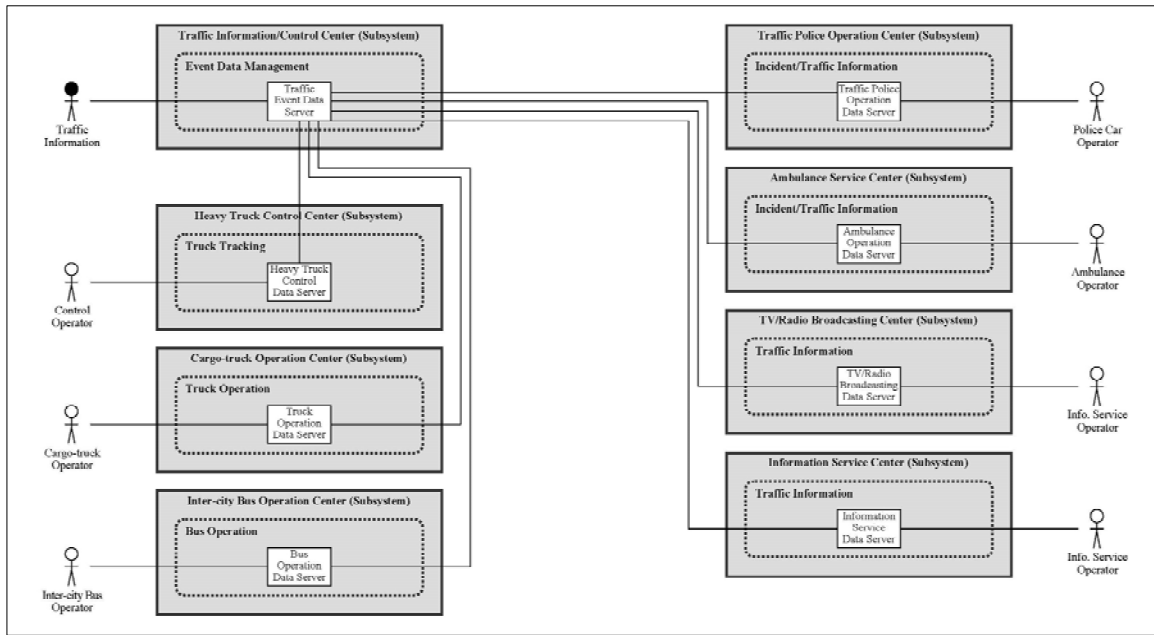 Traffic Information/Control Center (Subsystem)
Event Data Management
Traffic
Event Data
Server
Traffic
Information
Heavy Truck Control Center (Subsystem)
Truck Tracking
Heavy Truck
Control
Data Server
Control
Operator
Cargo-truck Operation Center (Subsystem)
Truck Operation
Truck
Operation
Data Server
Cargo-truck
Operator
Inter-city Bus Operation Center (Subsystem)
Bus Operation
Bus
Operation
Data Server
Inter-city Bus
Operator
Traffic Police Operation Center (Subsystem)
Incident/Traffic Information
Traffic Police
Operation
Data Server
Police Car
Operator
Ambulance Service Center (Subsystem)
Incident/Traffic Information
Ambulance
Operation
Data Server
Ambulance
Operator
TV/Radio Broadcasting Center (Subsystem)
Traffic Information
TV/Radio
Broadcasting
Data Server
Info. Service
Operator
Information Service Center (Subsystem)
Traffic Information
Information
Service
Data Server
Info. Service
Operator